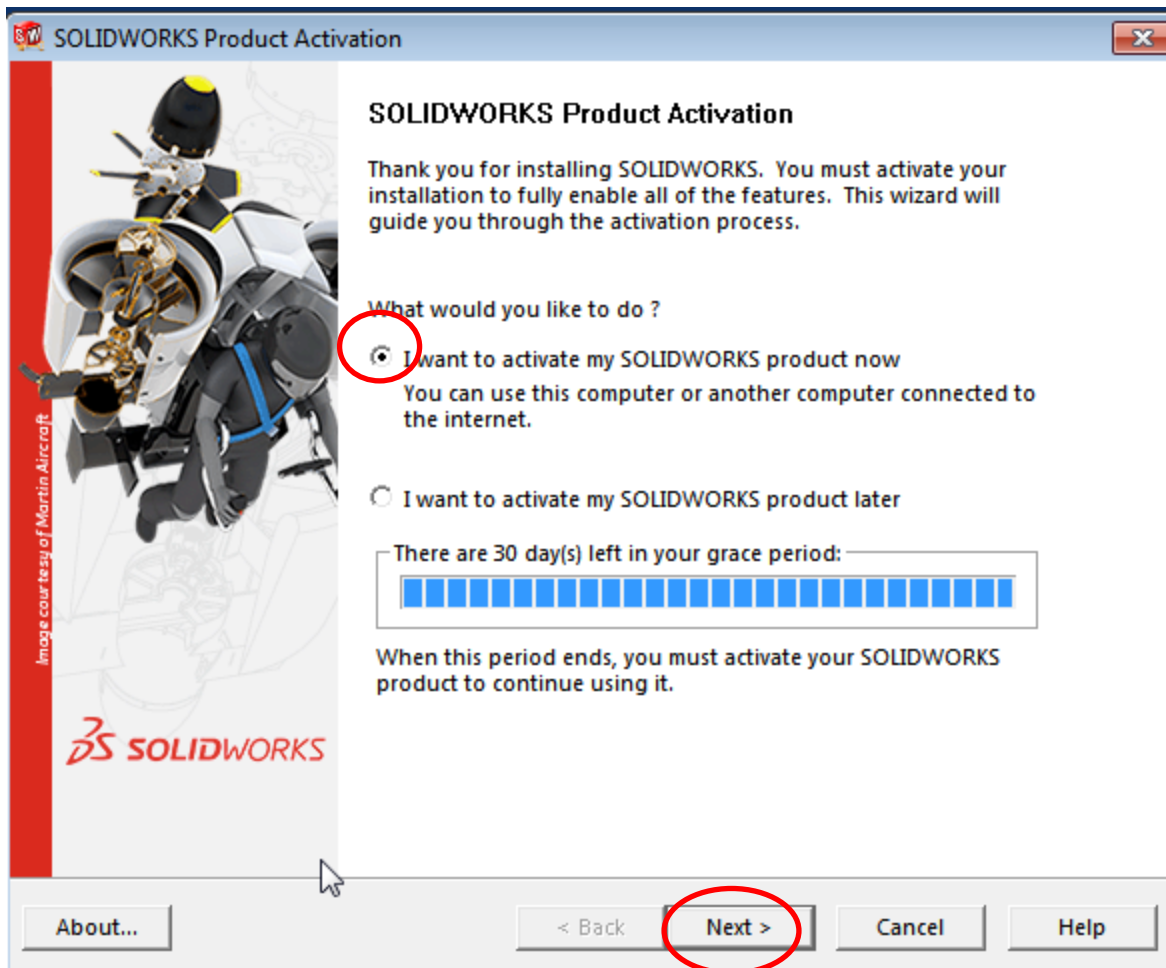 SOLIDWORKS Product Activation
SOLIDWORKS Product Activation
Thank you for installing SOLIDWORKS. You must activate your
installation to fully enable all of the features. This wizard will
guide you through the activation process.
What would you like to do ?
I want to activate my SOLIDWORKS product now
You can use this computer or another computer connected to
the internet.
I want to activate my SOLIDWORKS product later
There are 30 day(s) left in your grace period:
When this period ends, you must activate your SOLIDWORKS
product to continue using it.
Image courtesy of Martin Aircraft
SOLIDWORKS
About...
< Back
Next >
Cancel
Help